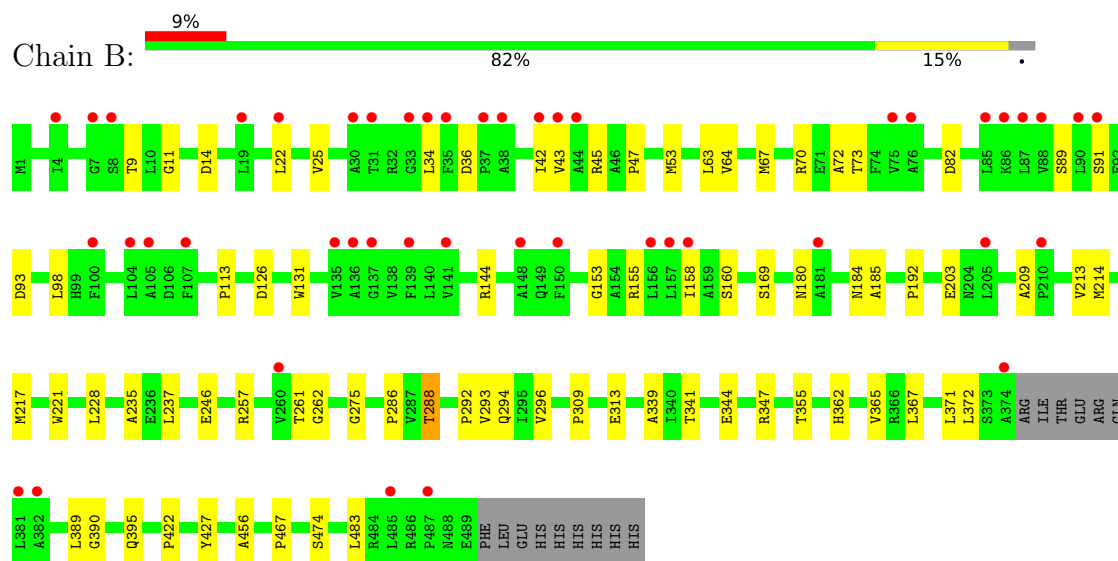 9%
Chain B:
82% 15% .
M1 I4 G7 S8 T9 L10 G11 D14 L19 L22 V25 A30 T31 R32 G33 L34 F35 D36 P37 A38 I42 V43 A44 R45 A46 P47 M53 L63 V64 M67 R70 E71 A72 T73 F74 V75 A76 D82 L85 K86 L87 V88 S89 L90 S91
D93 L98 H99 F100 L104 A105 D106 F107 P113 D126 W131 V135 A136 G137 V138 F139 L140 V141 R144 A148 Q149 F150 G153 A154 R155 L156 L157 I158 A159 S160 S169 N180 A181 N184 A185 P192 E203 N204 L205 A209 P210 V213 M214
M217 W221 L228 A235 E236 L237 E246 R257 V260 T261 G262 G275 P286 V287 T288 P292 V293 Q294 I295 V296 P309 E313 A339 I340 T341 E344 R347 T355 H362 V365 R366 L367 L371 L372 S373 A374 ARG ILE THR GLU ARG GLN
L381 A382 L389 G390 Q395 P422 Y427 A456 P467 S474 L483 R484 L485 R486 P487 N488 E489 PHE LEU GLU HIS HIS HIS HIS HIS HIS